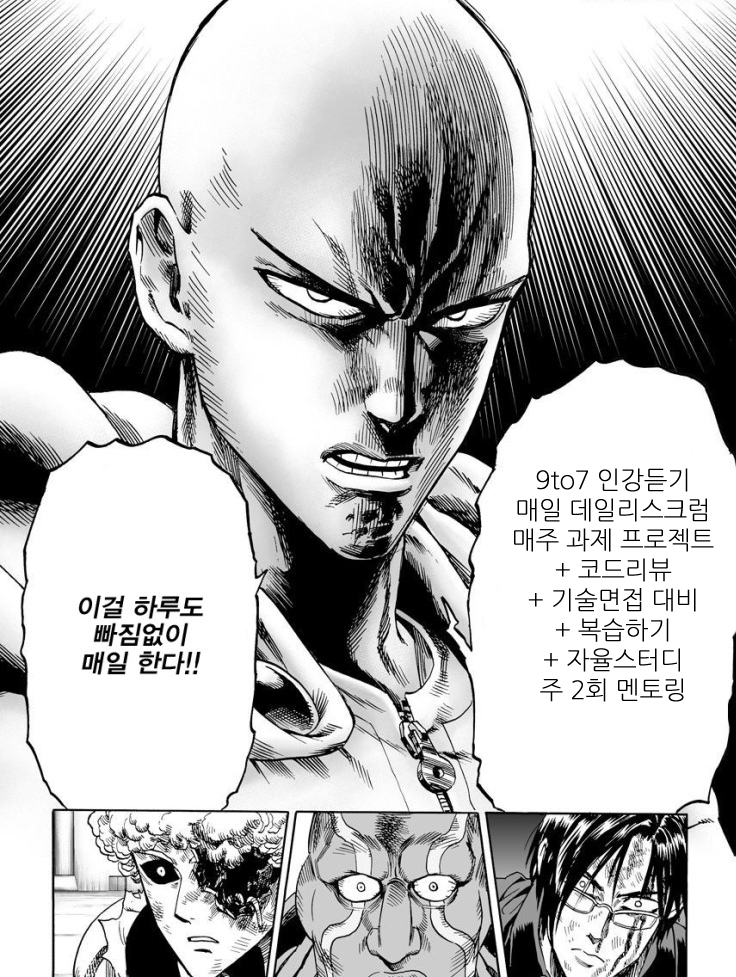 9to7 인강듣기
매일 데일리스크럼
매주 과제 프로젝트
+ 코드리뷰
+ 기술면접 대비
+ 복습하기
+ 자율스터디
주 2회 멘토링
이걸 하루도
빠짐없이
매일 한다!!